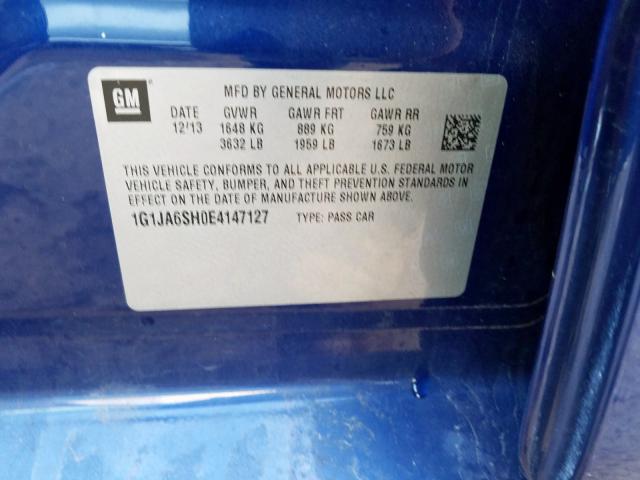 GM
MFD BY GENERAL MOTORS LLC
DATE GVWR GAWR FRT GAWR RR
12'13 1648 KG 889 KG 759 KG
3632 LB 1959 LB 1673 LB
THIS VEHICLE CONFORMS TO ALL APPLICABLE U.S. FEDERAL MOTOR
VEHICLE SAFETY, BUMPER, AND THEFT PREVENTION STANDARDS IN
EFFECT ON THE DATE OF MANUFACTURE SHOWN ABOVE.
1G1JA6SH0E4147127 TYPE: PASS CAR